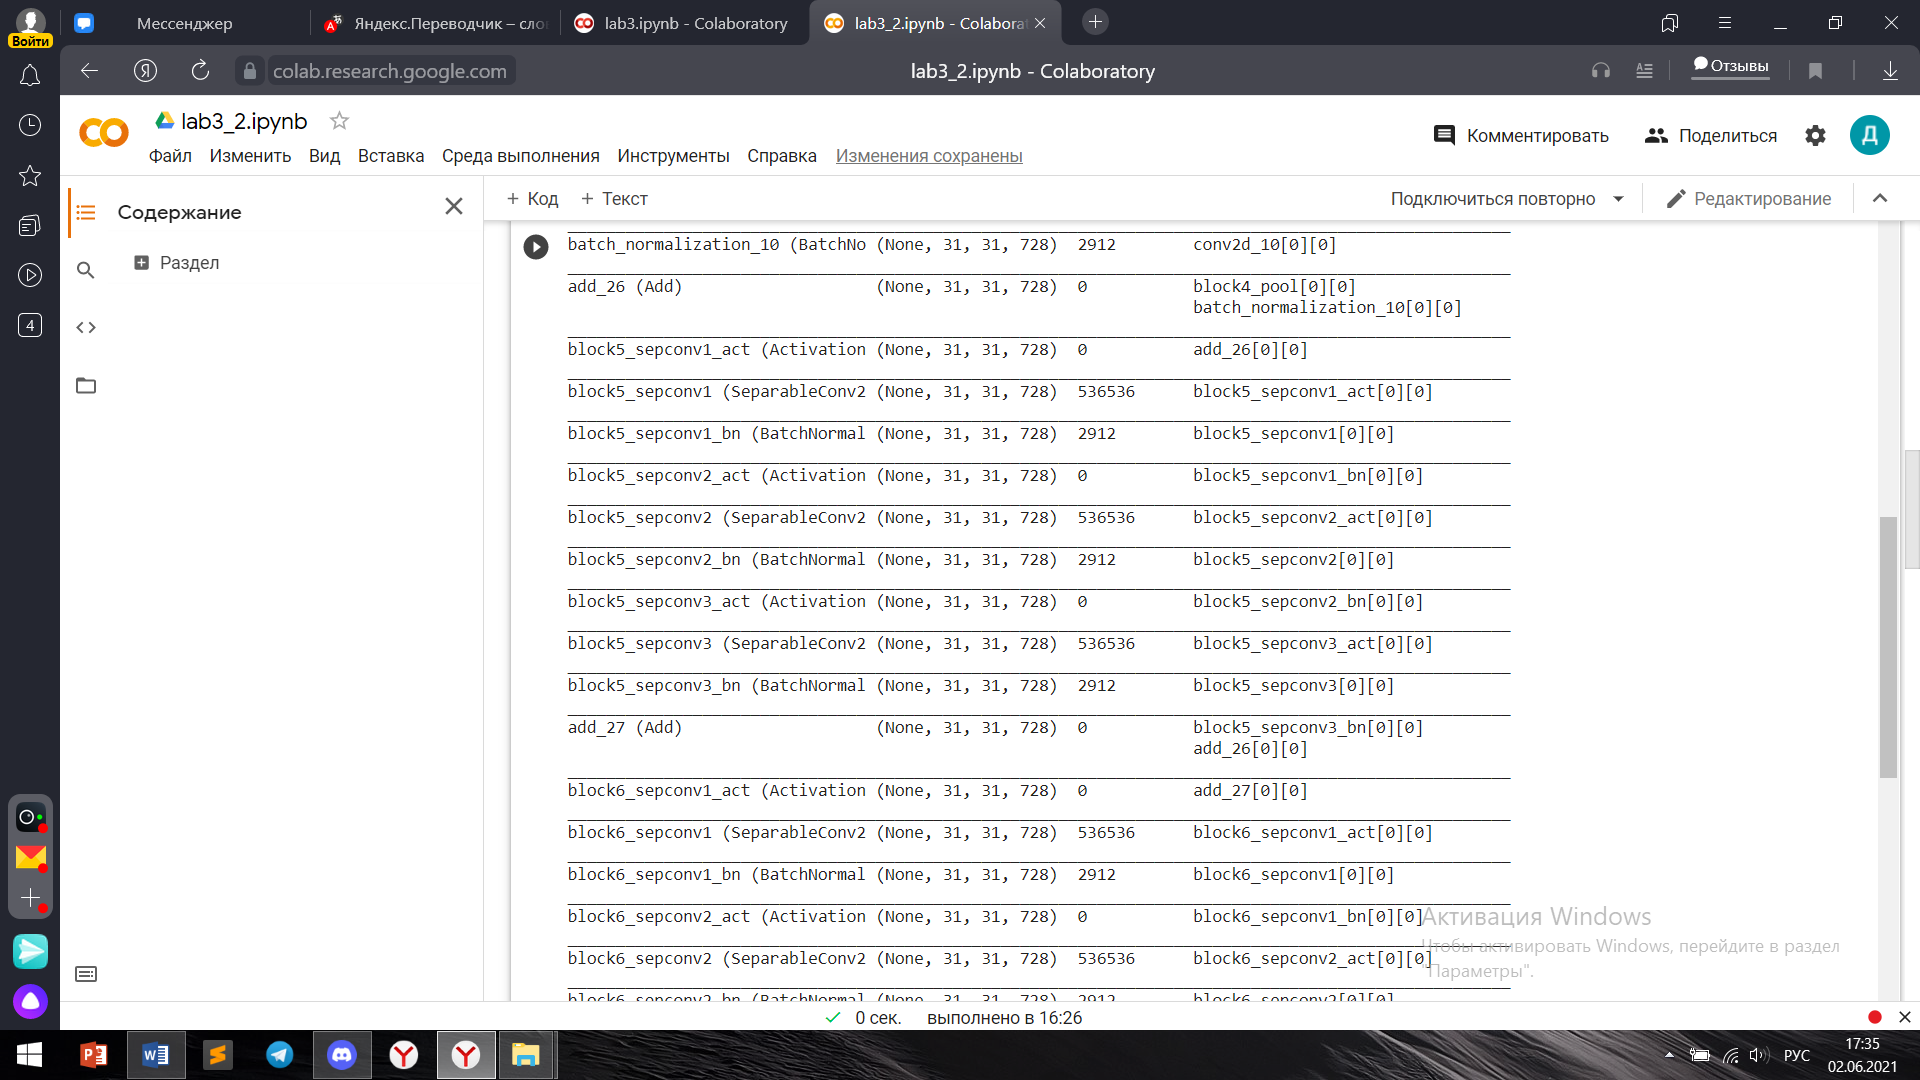 Войти
Мессенджер
Яндекс.Переводчик – сло
lab3.ipynb - Colaboratory
lab3_2.ipynb - Colabora
colab.research.google.com
lab3_2.ipynb - Colaboratory
Отзывы
lab3_2.ipynb
Комментировать
Поделиться
Д
Файл Изменить Вид Вставка Среда выполнения Инструменты Справка Изменения сохранены
Содержание
+ Код + Текст
Подключиться повторно
Редактирование
Раздел
4
batch_normalization_10 (BatchNo (None, 31, 31, 728) 2912 conv2d_10[0][0]
add_26 (Add) (None, 31, 31, 728) 0 block4_pool[0][0]
batch_normalization_10[0][0]
block5_sepconv1_act (Activation (None, 31, 31, 728) 0 add_26[0][0]
block5_sepconv1 (SeparableConv2 (None, 31, 31, 728) 536536 block5_sepconv1_act[0][0]
block5_sepconv1_bn (BatchNormal (None, 31, 31, 728) 2912 block5_sepconv1[0][0]
block5_sepconv2_act (Activation (None, 31, 31, 728) 0 block5_sepconv1_bn[0][0]
block5_sepconv2 (SeparableConv2 (None, 31, 31, 728) 536536 block5_sepconv2_act[0][0]
block5_sepconv2_bn (BatchNormal (None, 31, 31, 728) 2912 block5_sepconv2[0][0]
block5_sepconv3_act (Activation (None, 31, 31, 728) 0 block5_sepconv2_bn[0][0]
block5_sepconv3 (SeparableConv2 (None, 31, 31, 728) 536536 block5_sepconv3_act[0][0]
block5_sepconv3_bn (BatchNormal (None, 31, 31, 728) 2912 block5_sepconv3[0][0]
add_27 (Add) (None, 31, 31, 728) 0 block5_sepconv3_bn[0][0]
add_26[0][0]
block6_sepconv1_act (Activation (None, 31, 31, 728) 0 add_27[0][0]
block6_sepconv1 (SeparableConv2 (None, 31, 31, 728) 536536 block6_sepconv1_act[0][0]
block6_sepconv1_bn (BatchNormal (None, 31, 31, 728) 2912 block6_sepconv1[0][0]
block6_sepconv2_act (Activation (None, 31, 31, 728) 0 block6_sepconv1_bn[0][0]
block6_sepconv2 (SeparableConv2 (None, 31, 31, 728) 536536 block6_sepconv2_act[0][0]
block6_sepconv2_bn (BatchNormal (None, 31, 31, 728) 2912 block6_sepconv2[0][0]
Активация Windows
Чтобы активировать Windows, перейдите в раздел
"Параметры".
0 сек. выполнено в 16:26
РУС
17:35
02.06.2021